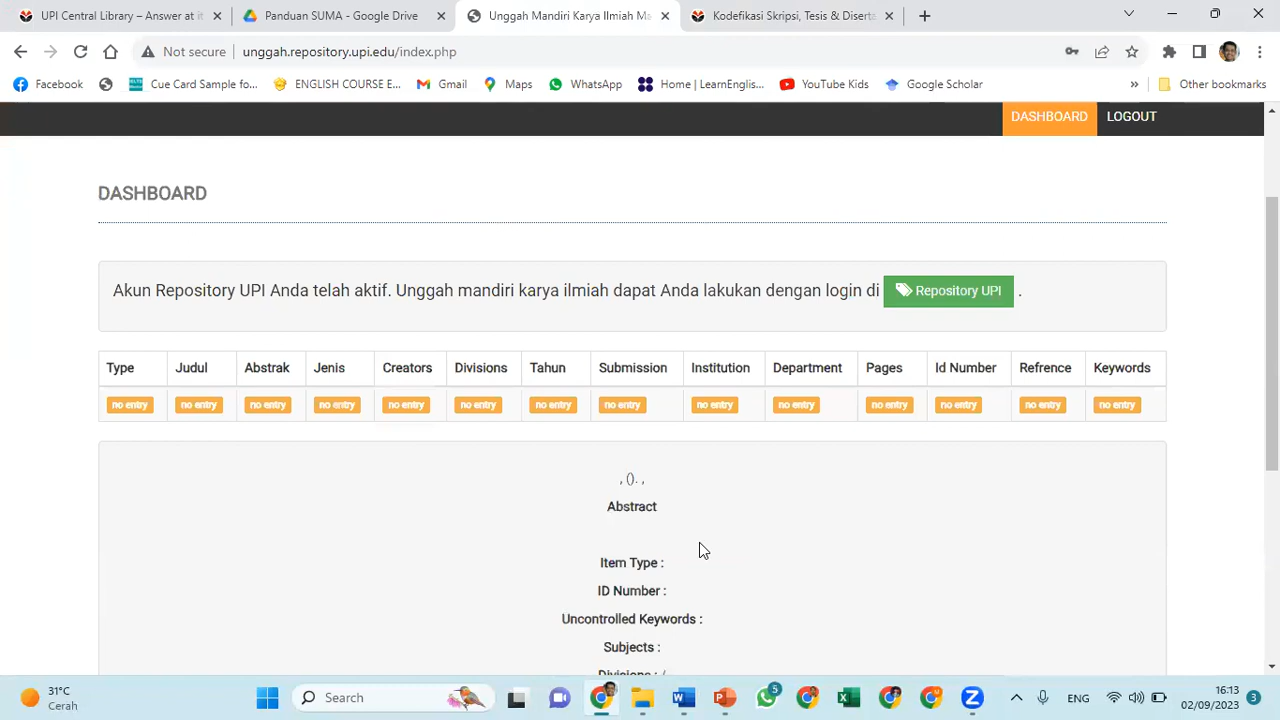 UPI Central Library – Answer at it
Panduan SUMA - Google Drive
Unggah Mandiri Karya Ilmiah Ma
Kodefikasi Skripsi, Tesis & Diserta
Not secure
unggah.repository.upi.edu/index.php
Facebook
Cue Card Sample fo...
ENGLISH COURSE E...
Gmail
Maps
WhatsApp
Home | LearnEnglis...
YouTube Kids
Google Scholar
»
Other bookmarks
DASHBOARD
LOGOUT
DASHBOARD
Akun Repository UPI Anda telah aktif. Unggah mandiri karya ilmiah dapat Anda lakukan dengan login di Repository UPI .
Type Judul Abstrak Jenis Creators Divisions Tahun Submission Institution Department Pages Id Number Refrence Keywords
no entry no entry no entry no entry no entry no entry no entry no entry no entry no entry no entry no entry no entry no entry
, (). ,
Abstract
Item Type :
ID Number :
Uncontrolled Keywords :
Subjects :
Divisions : /
31°C
Cerah
Search
5
ENG
16:13
02/09/2023
3